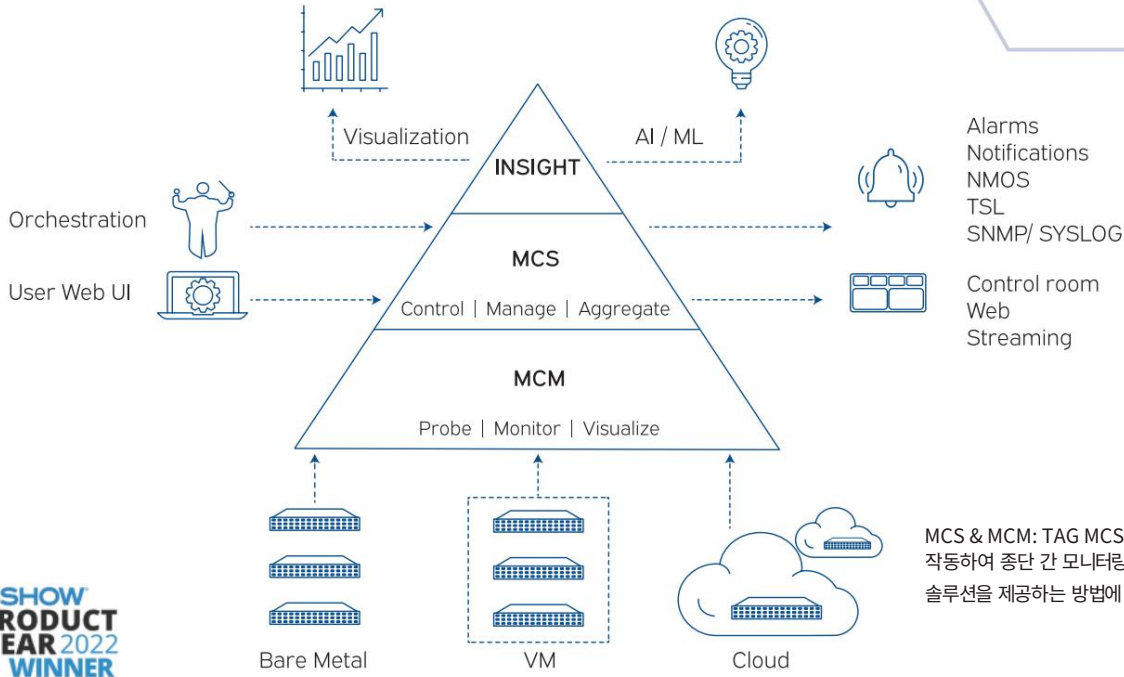 Visualization
AI / ML
INSIGHT
Alarms
Notifications
NMOS
TSL
SNMP/ SYSLOG
Orchestration
MCS
Control | Manage | Aggregate
User Web UI
Control room
Web
Streaming
MCM
Probe | Monitor | Visualize
MCS & MCM: TAG MCS
작동하여 종단 간 모니터링
솔루션을 제공하는 방법에
SHOW
RODUCT
EAR 2022
WINNER
Bare Metal
VM
Cloud